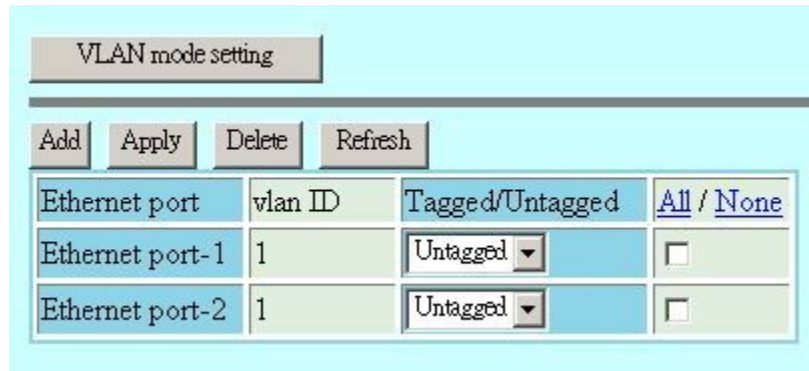 VLAN mode setting
Add Apply Delete Refresh
Ethernet port vlan ID Tagged/Untagged All / None
Ethernet port-1 1 Untagged
Ethernet port-2 1 Untagged